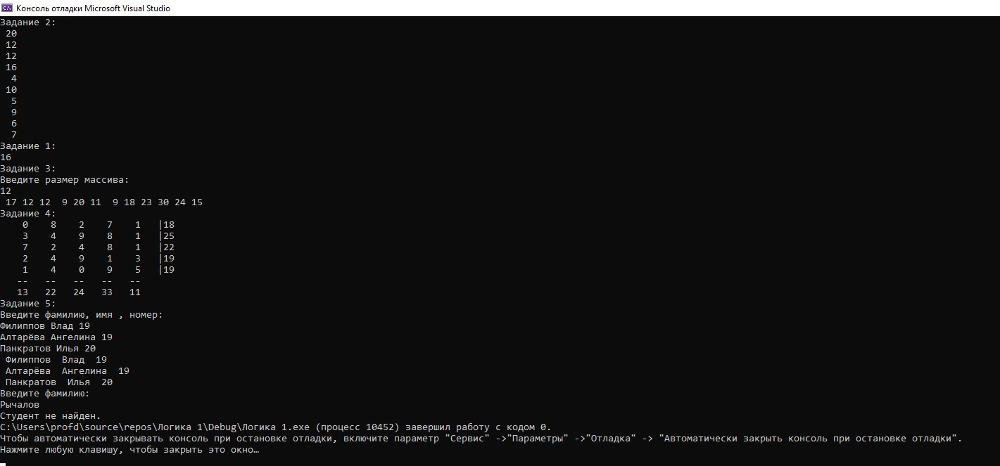 Консоль отладки Microsoft Visual Studio
Задание 2:
20
12
12
16
4
10
5
9
6
7
Задание 1:
16
Задание 3:
Введите размер массива:
12
17 12 12  9 20 11  9 18 23 30 24 15
Задание 4:
    0    8    2    7    1   |18
    3    4    9    8    1   |25
    7    2    4    8    1   |22
    2    4    9    1    3   |19
    1    4    0    9    5   |19
   --   --   --   --   --
   13   22   24   33   11
Задание 5:
Введите фамилию, имя , номер:
Филиппов Влад 19
Алтарёва Ангелина 19
Панкратов Илья 20
 Филиппов  Влад  19
 Алтарёва  Ангелина  19
 Панкратов  Илья  20
Введите фамилию:
Рычалов
Студент не найден.
C:\Users\profd\source\repos\Логика 1\Debug\Логика 1.exe (процесс 10452) завершил работу с кодом 0.
Чтобы автоматически закрывать консоль при остановке отладки, включите параметр "Сервис" ->"Параметры" ->"Отладка" -> "Автоматически закрыть консоль при остановке отладки".
Нажмите любую клавишу, чтобы закрыть это окно…